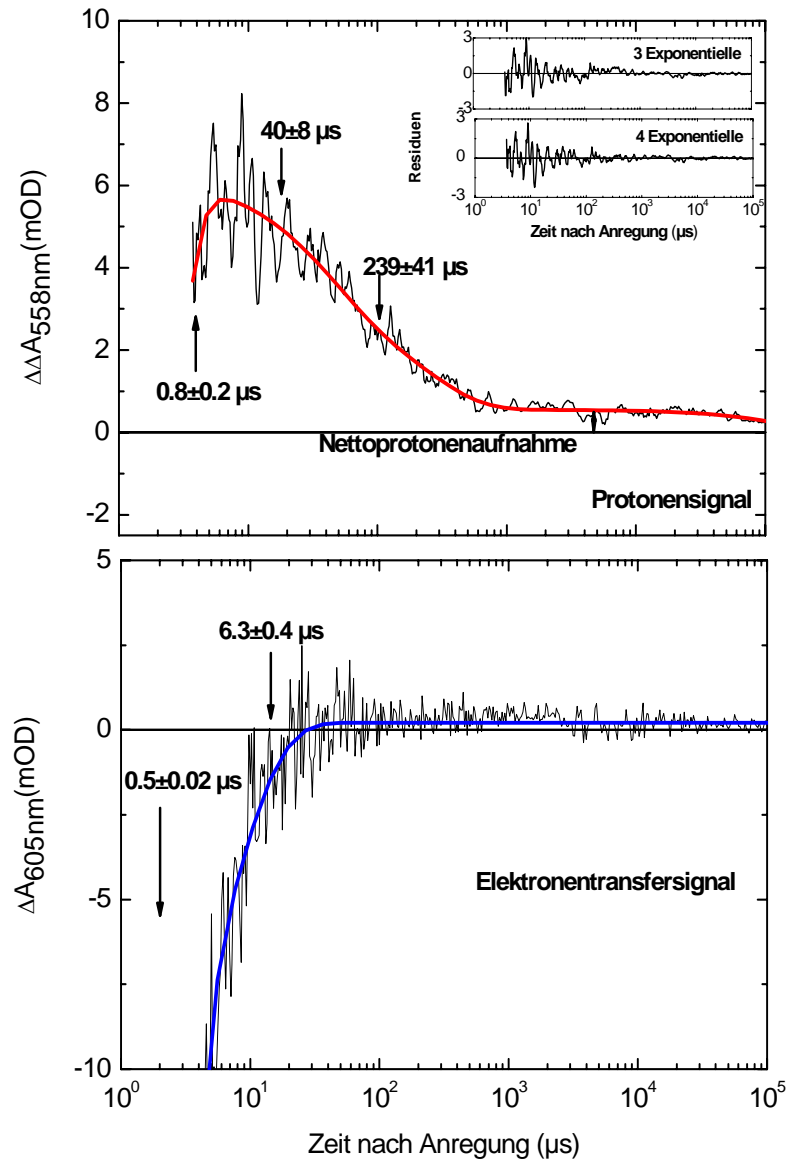 10
8
6
4
2
0
-2
ΔΔA558nm(mOD)
40±8 µs
239±41 µs
0.8±0.2 µs
Nettoprotonenaufnahme
Protonensignal
3
0
-3
3 Exponentielle
3
0
-3
4 Exponentielle
Residuen
10⁰ 10¹ 10² 10³ 10⁴ 10⁵
Zeit nach Anregung (µs)
5
0
-5
-10
ΔA605nm(mOD)
6.3±0.4 µs
0.5±0.02 µs
Elektronentransfersignal
10⁰ 10¹ 10² 10³ 10⁴ 10⁵
Zeit nach Anregung (µs)